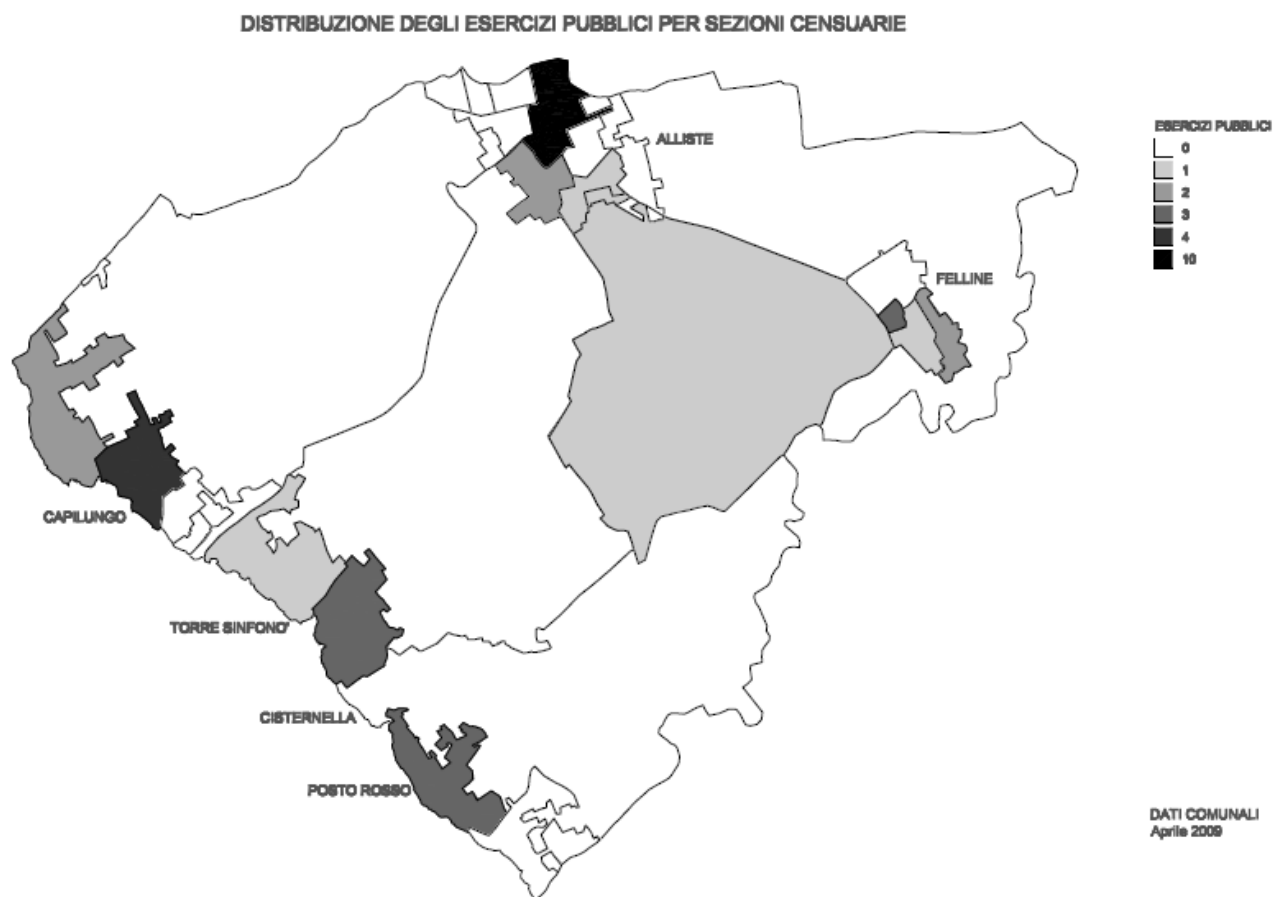 DISTRIBUZIONE DEGLI ESERCIZI PUBBLICI PER SEZIONI CENSUARIE
ALLISTE
ESERCIZI PUBBLICI
0
1
2
3
4
10
FELLINE
CAPILUNGO
TORRE SINFONO'
CISTERNELLA
POSTO ROSSO
DATI COMUNALI
Aprile 2009